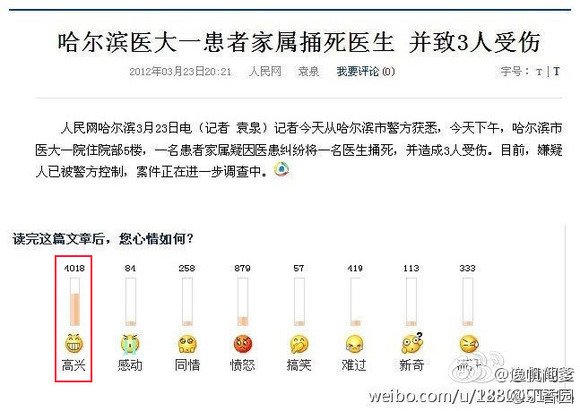 哈尔滨医大一患者家属捅死医生 并致3人受伤
2012年03月23日20:21 人民网 袁泉 我要评论(0) 字号：T | T
人民网哈尔滨3月23日电（记者 袁泉）记者今天从哈尔滨市警方获悉，今天下午，哈尔滨市
医大一院住院部5楼，一名患者家属疑因医患纠纷将一名医生捅死，并造成3人受伤。目前，嫌疑
人已被警方控制，案件正在进一步调查中。
读完这篇文章后，您心情如何？
4018 84 258 879 57 419 113 333
高兴 感动 同情 愤怒 搞笑 难过 新奇
weibo.com/u/